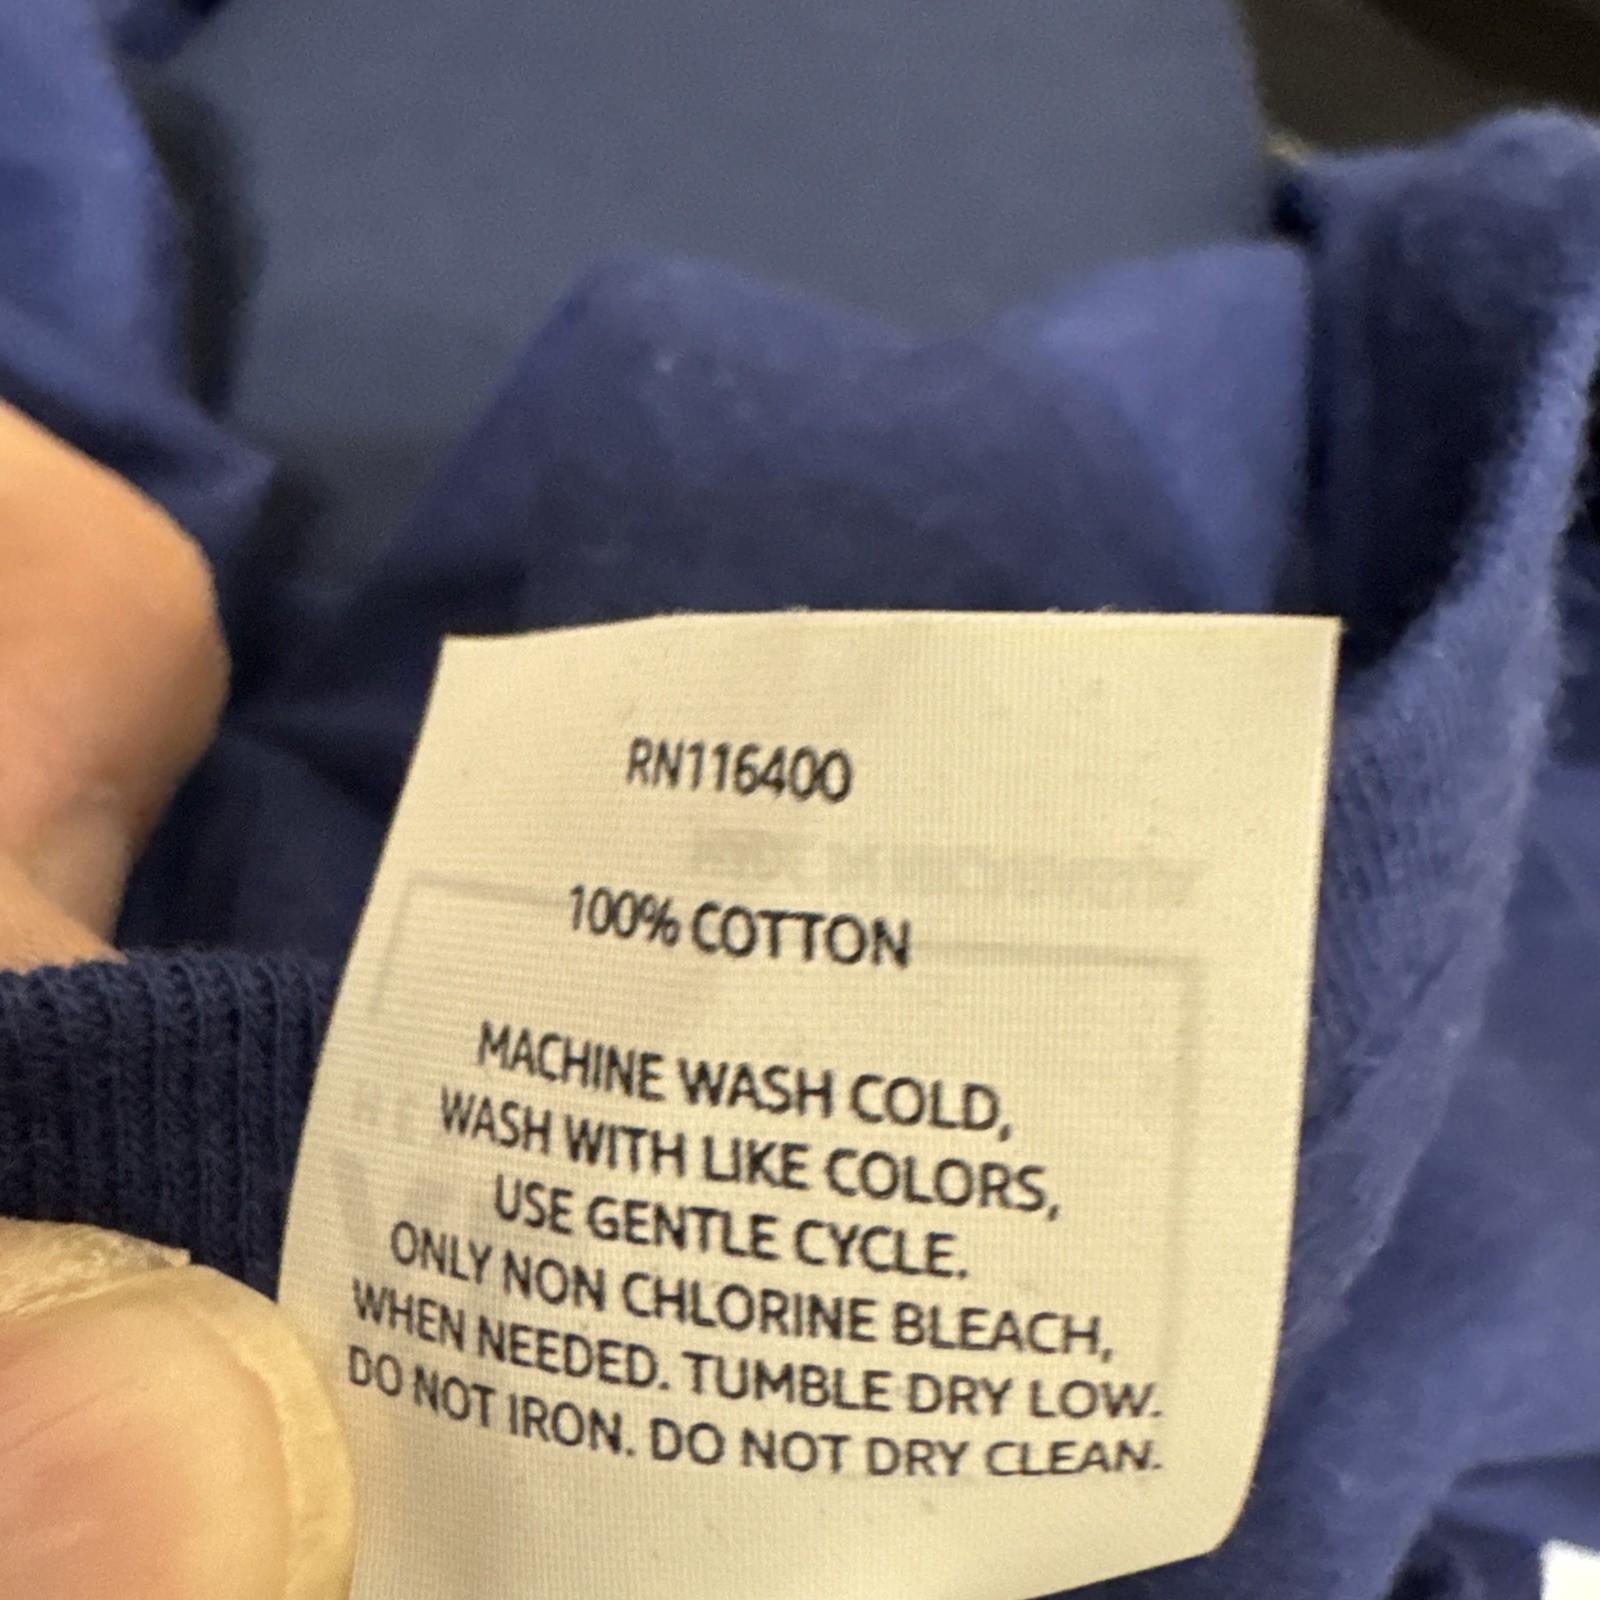 RN116400
100% COTTON
MACHINE WASH COLD,
WASH WITH LIKE COLORS,
USE GENTLE CYCLE.
ONLY NON CHLORINE BLEACH,
WHEN NEEDED. TUMBLE DRY LOW.
DO NOT IRON. DO NOT DRY CLEAN.